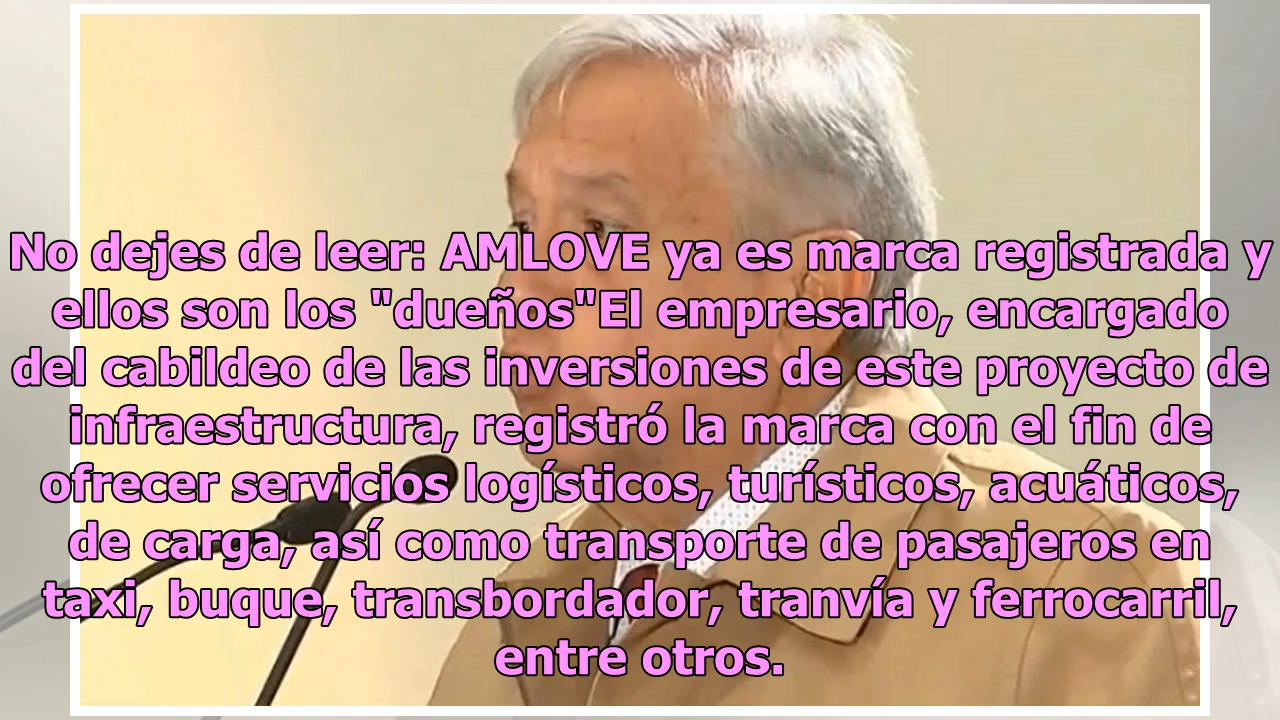 No dejes de leer: AMLOVE ya es marca registrada y
ellos son los "dueños"El empresario, encargado
del cabildeo de las inversiones de este proyecto de
infraestructura, registró la marca con el fin de
ofrecer servicios logísticos, turísticos, acuáticos,
de carga, así como transporte de pasajeros en
taxi, buque, transbordador, tranvía y ferrocarril,
entre otros.